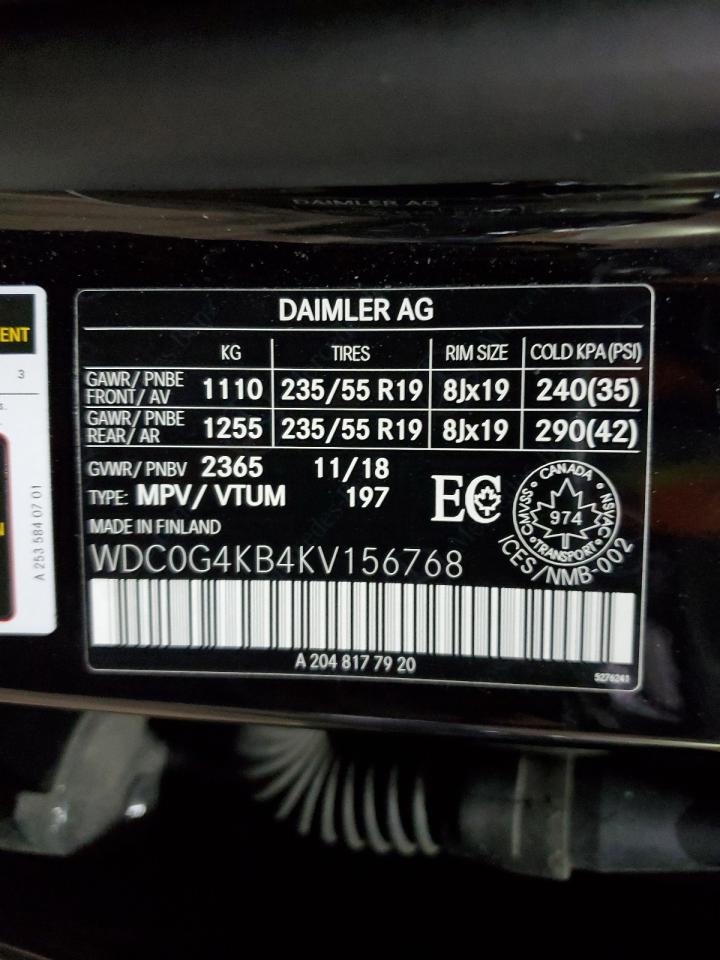 DAIMLER AG
ENT
3
s.
N
A 253 584 07 01
DAIMLER AG
KG TIRES RIM SIZE COLD KPA(PSI)
GAWR/ PNBE FRONT/ AV 1110 235/55 R19 8Jx19 240(35)
GAWR/ PNBE REAR/ AR 1255 235/55 R19 8Jx19 290(42)
GVWR/ PNBV 2365 11/18
TYPE: MPV/ VTUM 197
EC
CANADA
CMVSS NSVAC
974
TRANSPORT
ICES/NMB-002
MADE IN FINLAND
WDC0G4KB4KV156768
A 204 817 79 20
5276241